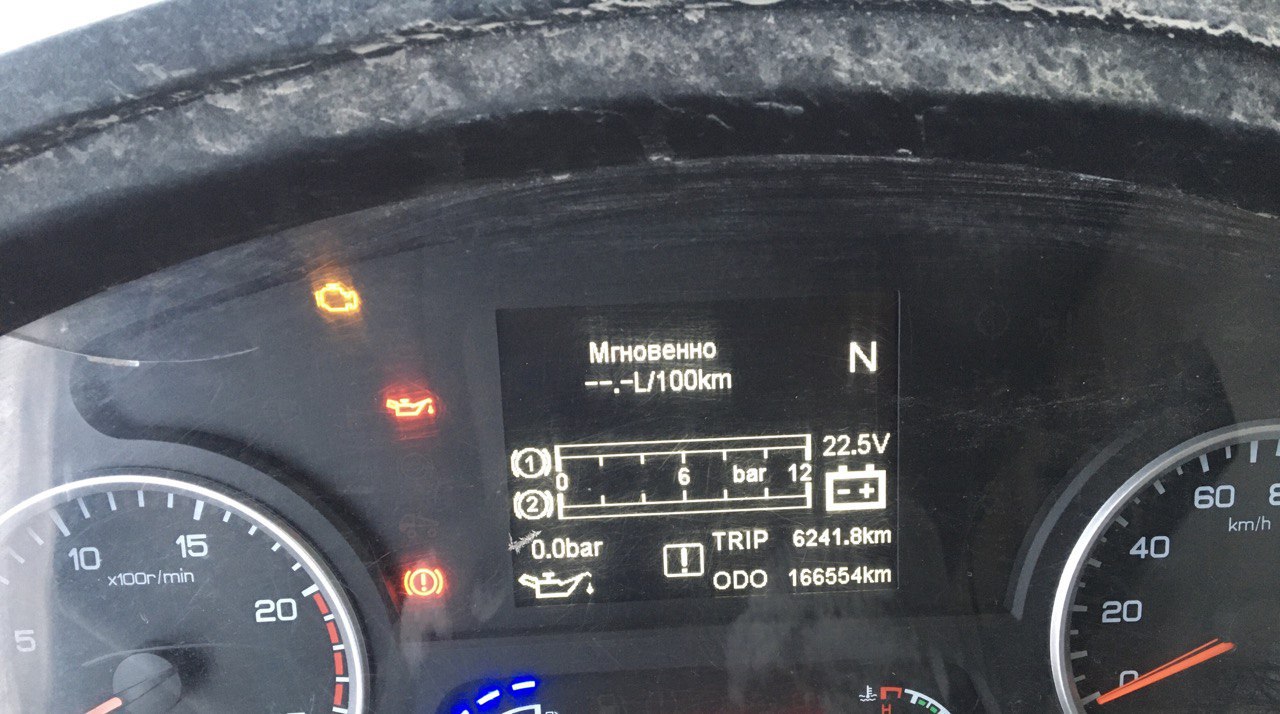 Мгновенно
--.-L/100km
N
1
22.5V
0 6 bar 12
2
0.0bar
TRIP 6241.8km
ODO 166554km
5 10 15 20
x100r/min
0 20 40 60
km/h
H